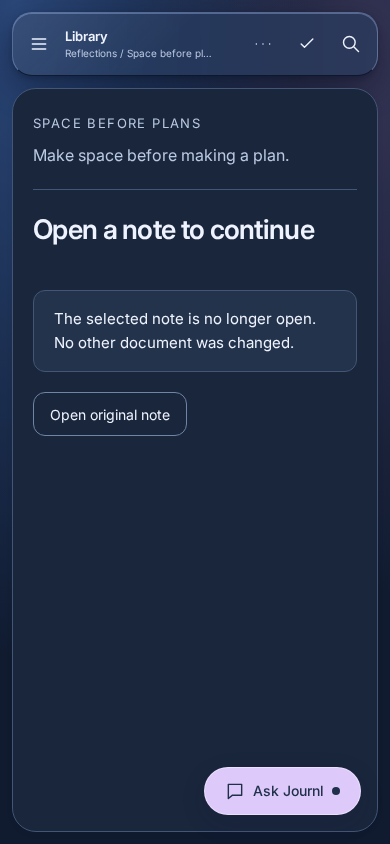 Library
Reflections / Space before pl...
SPACE BEFORE PLANS
Make space before making a plan.
Open a note to continue
The selected note is no longer open.
No other document was changed.
Open original note
Ask Journl